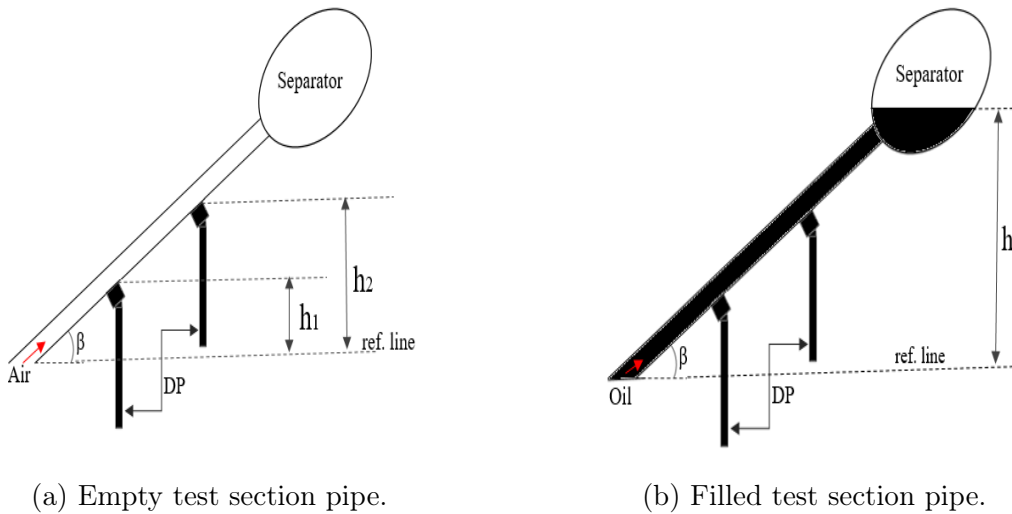 Separator
h₂
h₁
β
ref. line
Air
DP
(a) Empty test section pipe.
Separator
h
β
ref. line
Oil
DP
(b) Filled test section pipe.